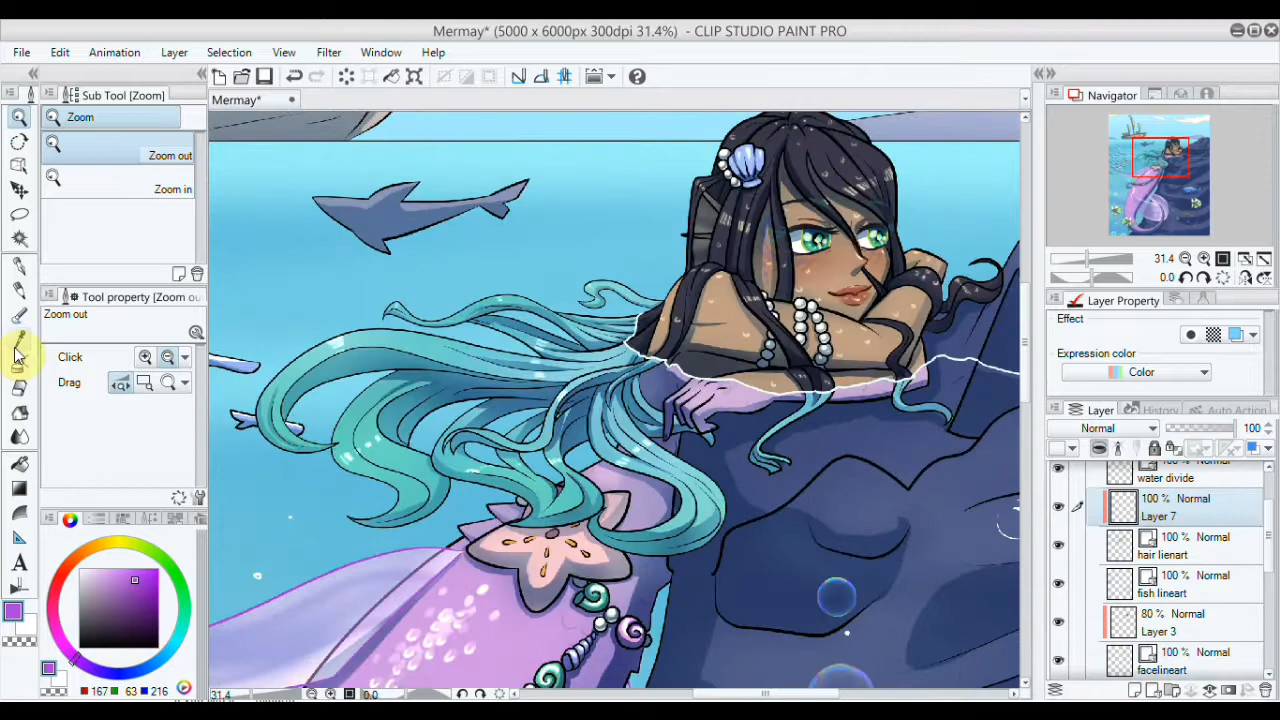 Mermay* (5000 x 6000px 300dpi 31.4%) - CLIP STUDIO PAINT PRO
File Edit Animation Layer Selection View Filter Window Help
Sub Tool [Zoom]
Zoom
Zoom out
Zoom in
Tool property [Zoom ou
Zoom out
Click
Drag
167 63 216
Mermay*
31.4
0.0
Navigator
31.4
0.0
Layer Property
Effect
Expression color
Color
Layer History Auto Action
Normal 100
water divide
100 % Normal
Layer 7
100 % Normal
hair lienart
100 % Normal
fish lineart
80 % Normal
Layer 3
100 % Normal
facelineart